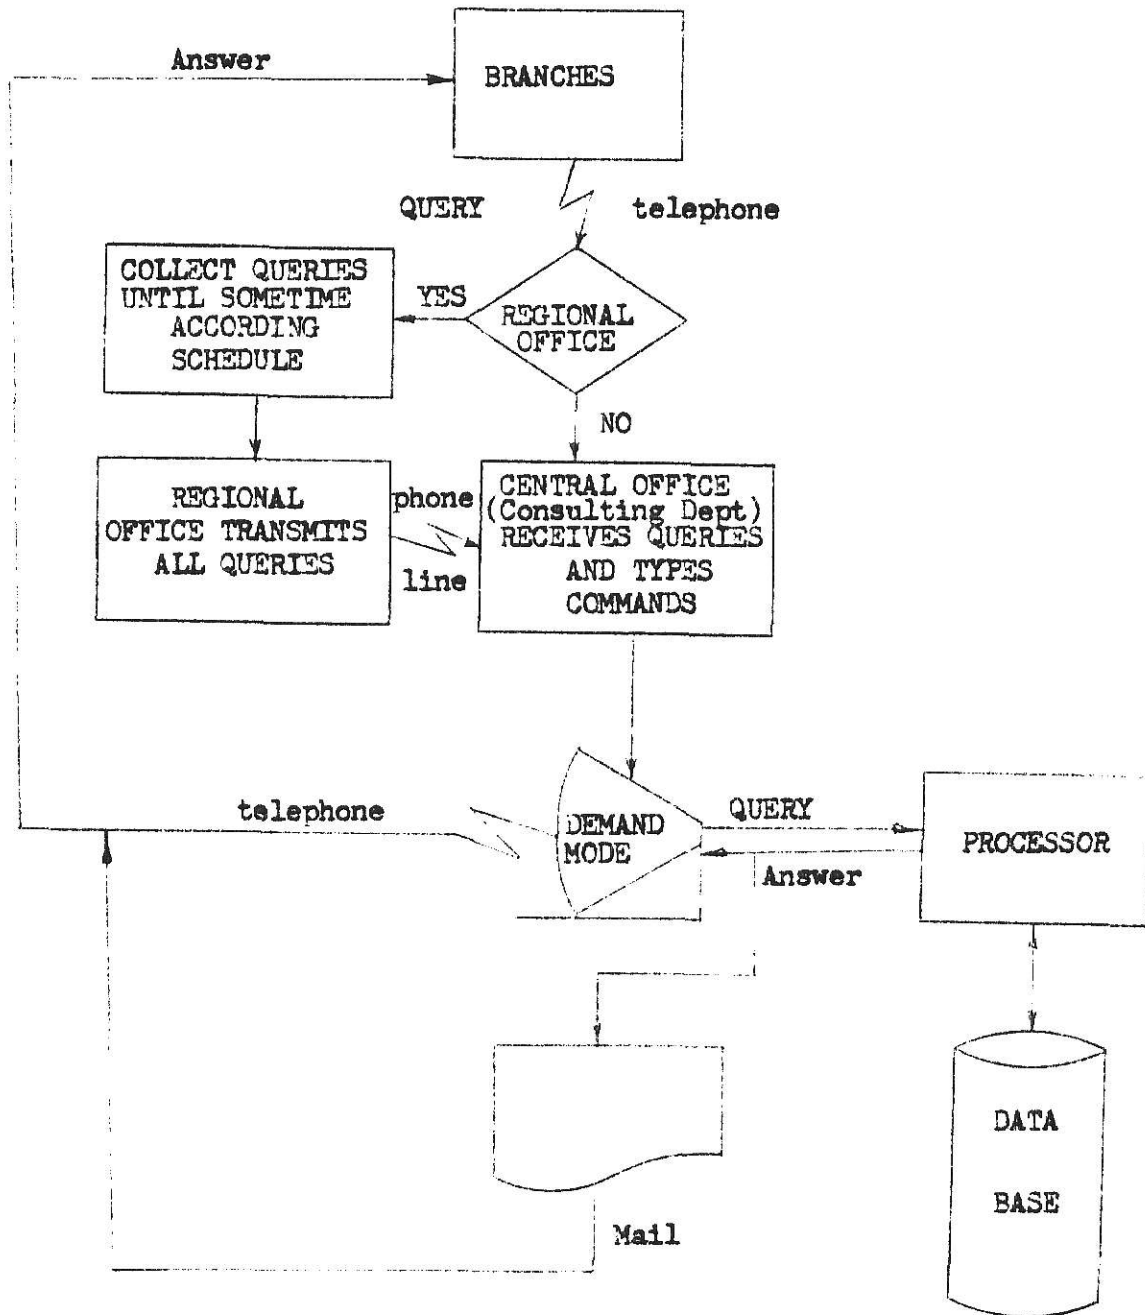 Answer
BRANCHES
QUERY
telephone
COLLECT QUERIES
UNTIL SOMETIME
ACCORDING
SCHEDULE
YES
REGIONAL
OFFICE
NO
REGIONAL
OFFICE TRANSMITS
ALL QUERIES
phone
line
CENTRAL OFFICE
(Consulting Dept)
RECEIVES QUERIES
AND TYPES
COMMANDS
telephone
DEMAND
MODE
QUERY
Answer
PROCESSOR
DATA
BASE
Mail